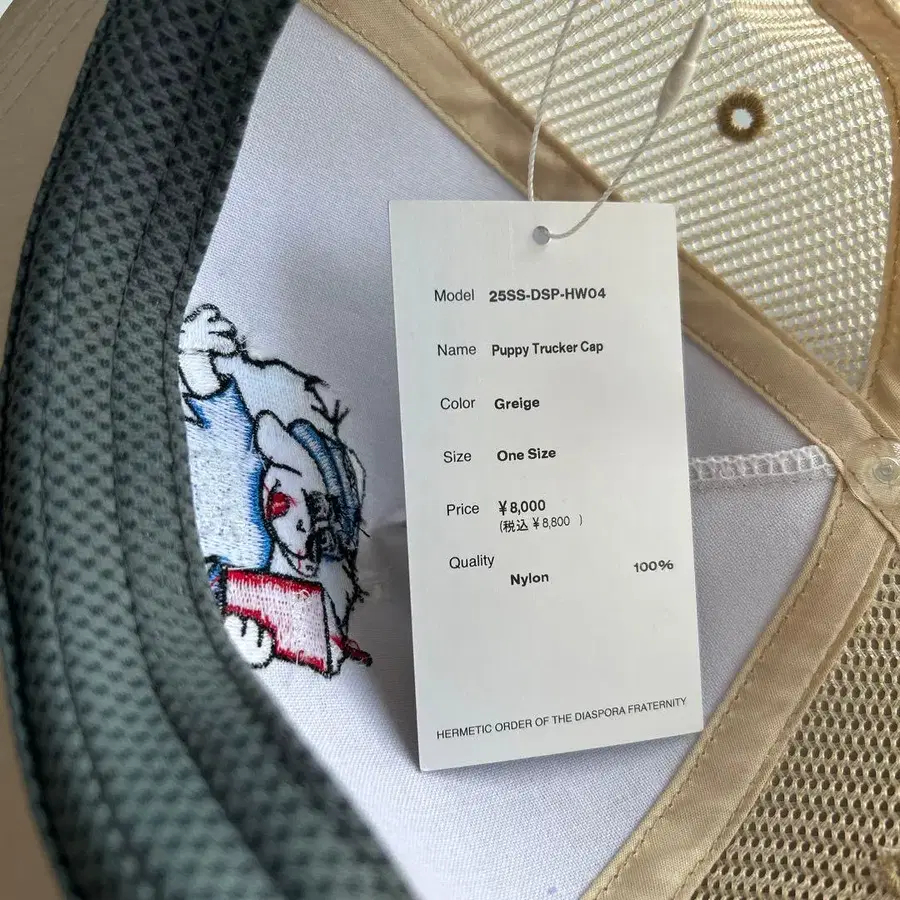 Model 25SS-DSP-HW04
Name Puppy Trucker Cap
Color Greige
Size One Size
Price ¥8,000
(税込 ¥8,800 )
Quality
Nylon 100%
HERMETIC ORDER OF THE DIASPORA FRATERNITY